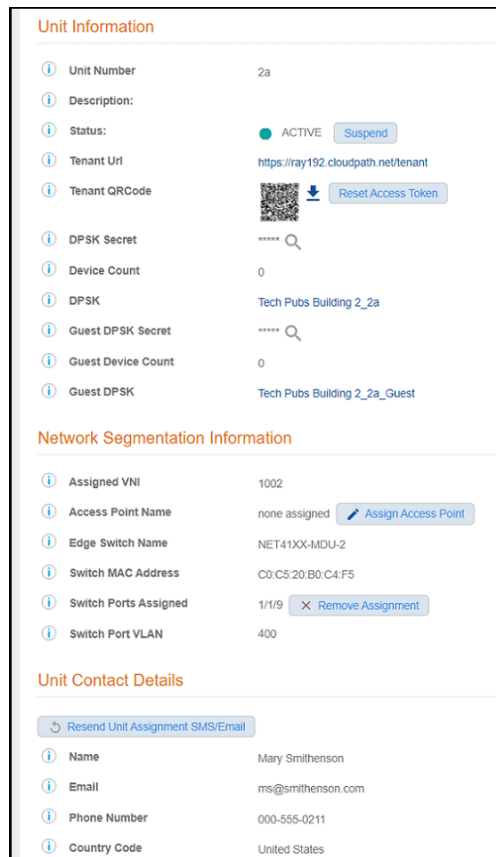 Unit Information
Unit Number 2a
Description:
Status: ACTIVE Suspend
Tenant Url https://ray192.cloudpath.net/tenant
Tenant QRCode Reset Access Token
DPSK Secret *****
Device Count 0
DPSK Tech Pubs Building 2_2a
Guest DPSK Secret *****
Guest Device Count 0
Guest DPSK Tech Pubs Building 2_2a_Guest
Network Segmentation Information
Assigned VNI 1002
Access Point Name none assigned Assign Access Point
Edge Switch Name NET41XX-MDU-2
Switch MAC Address C0:C5:20:B0:C4:F5
Switch Ports Assigned 1/1/9 Remove Assignment
Switch Port VLAN 400
Unit Contact Details
Resend Unit Assignment SMS/Email
Name Mary Smithenson
Email ms@smithenson.com
Phone Number 000-555-0211
Country Code United States